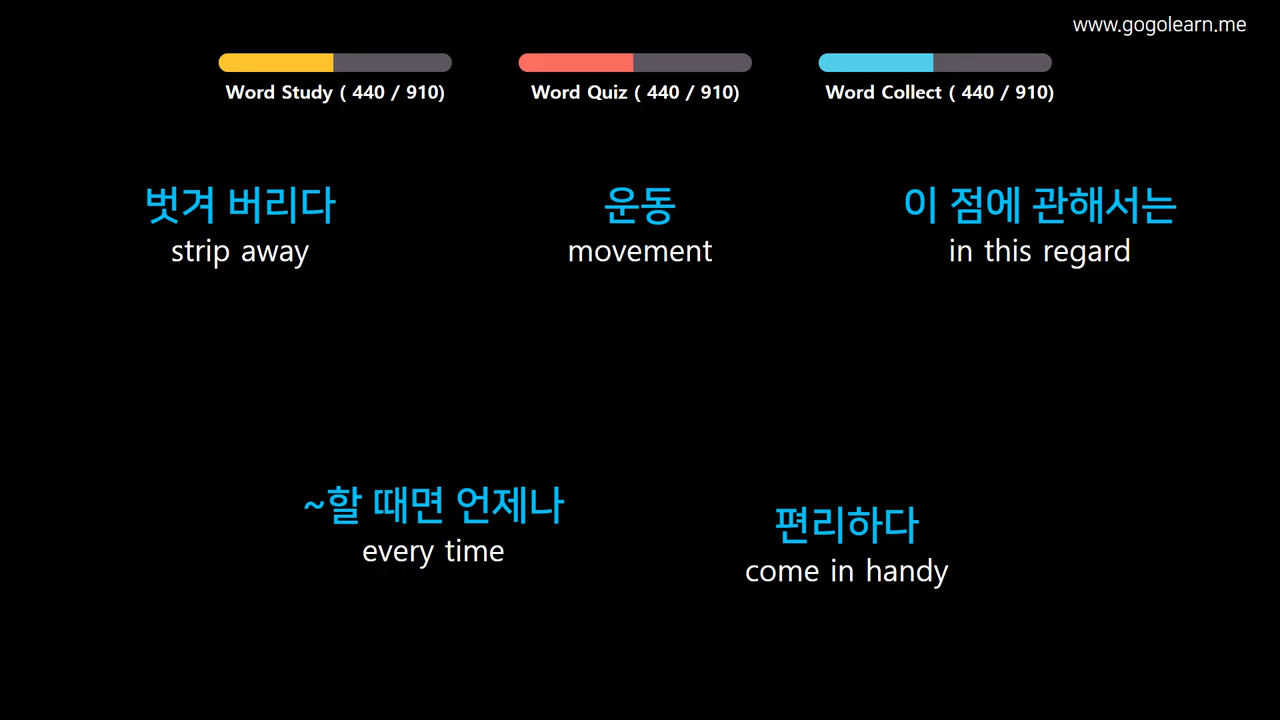 www.gogolearn.me
Word Study ( 440 / 910)
Word Quiz ( 440 / 910)
Word Collect ( 440 / 910)
벗겨 버리다
strip away
운동
movement
이 점에 관해서는
in this regard
~할 때면 언제나
every time
편리하다
come in handy